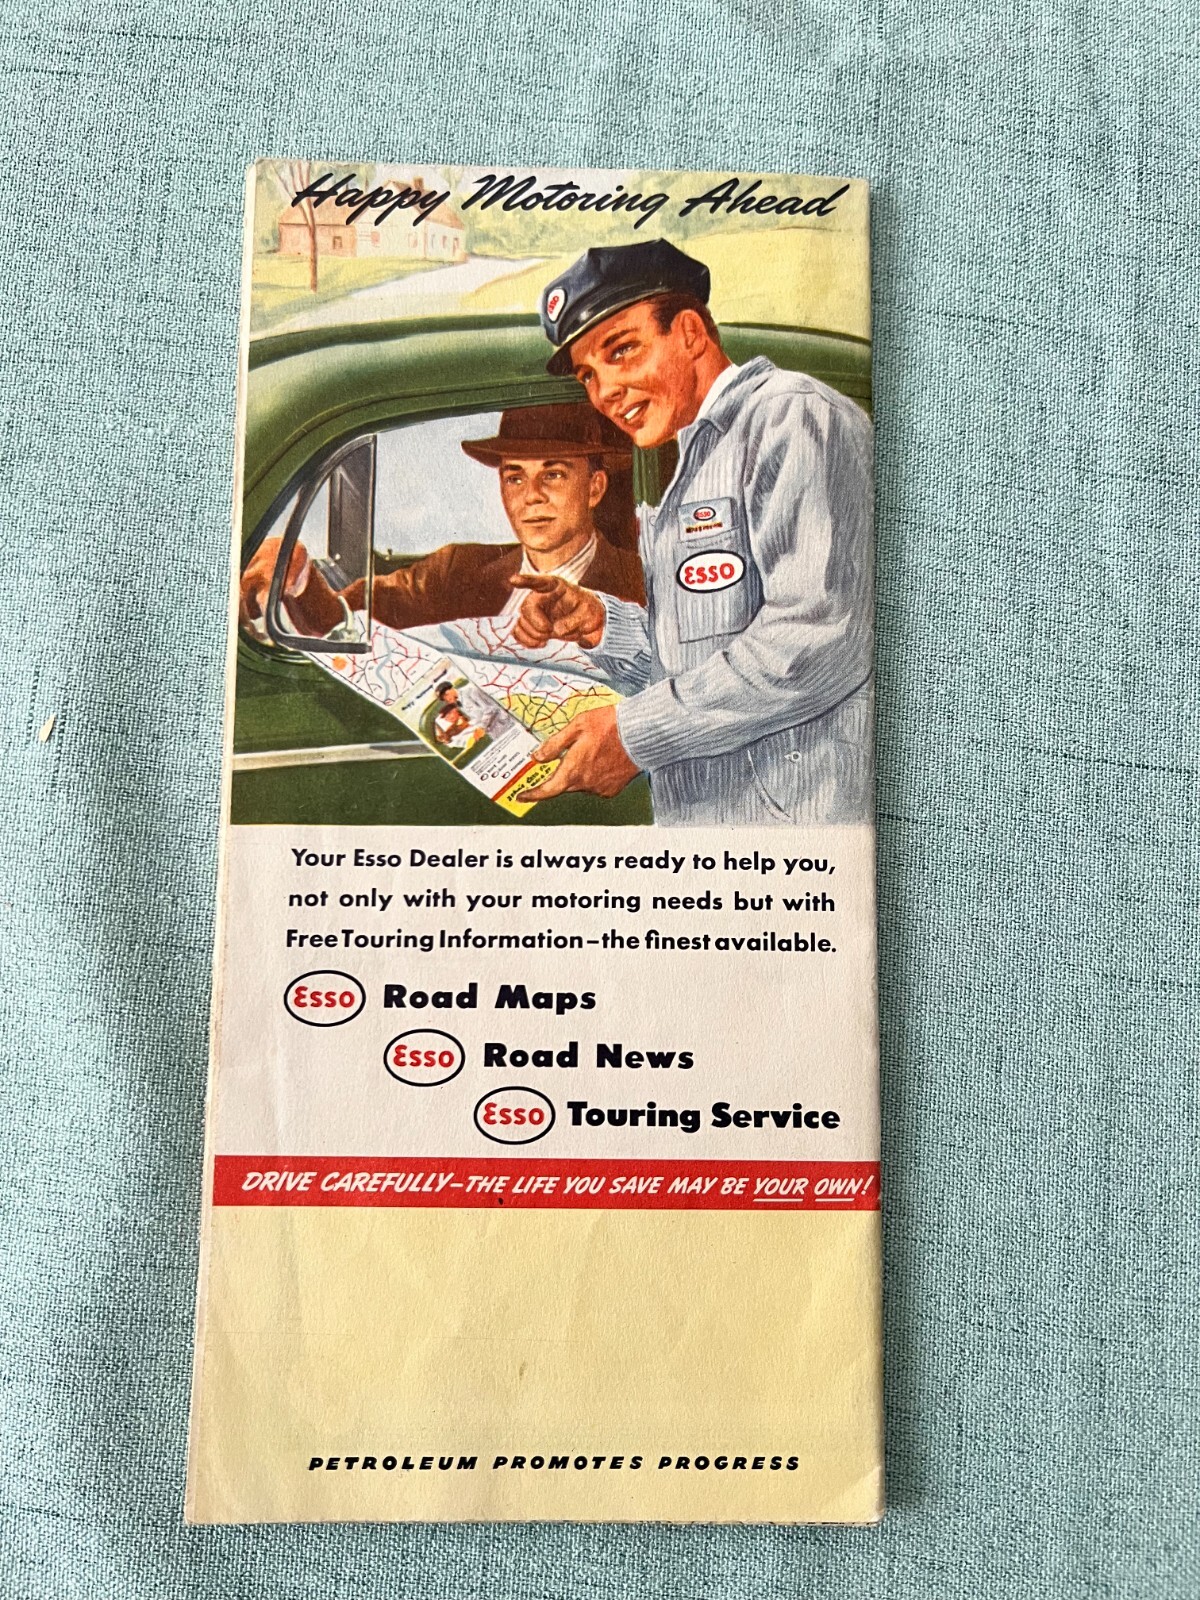 Happy Motoring Ahead
ESSO
ESSO
ESSO
Your Esso Dealer is always ready to help you,
not only with your motoring needs but with
Free Touring Information–the finest available.
Esso Road Maps
Esso Road News
Esso Touring Service
DRIVE CAREFULLY–THE LIFE YOU SAVE MAY BE YOUR OWN!
PETROLEUM PROMOTES PROGRESS